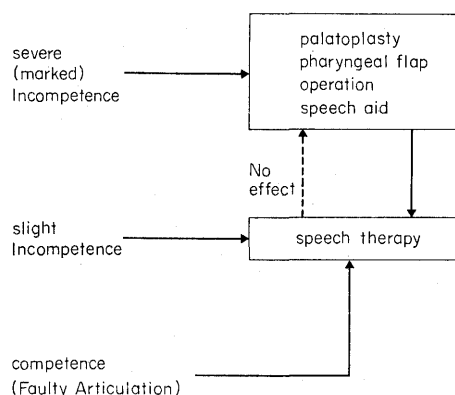 severe
(marked)
Incompetence
palatoplasty
pharyngeal flap
operation
speech aid
No
effect
slight
Incompetence
speech therapy
competence
(Faulty Articulation)